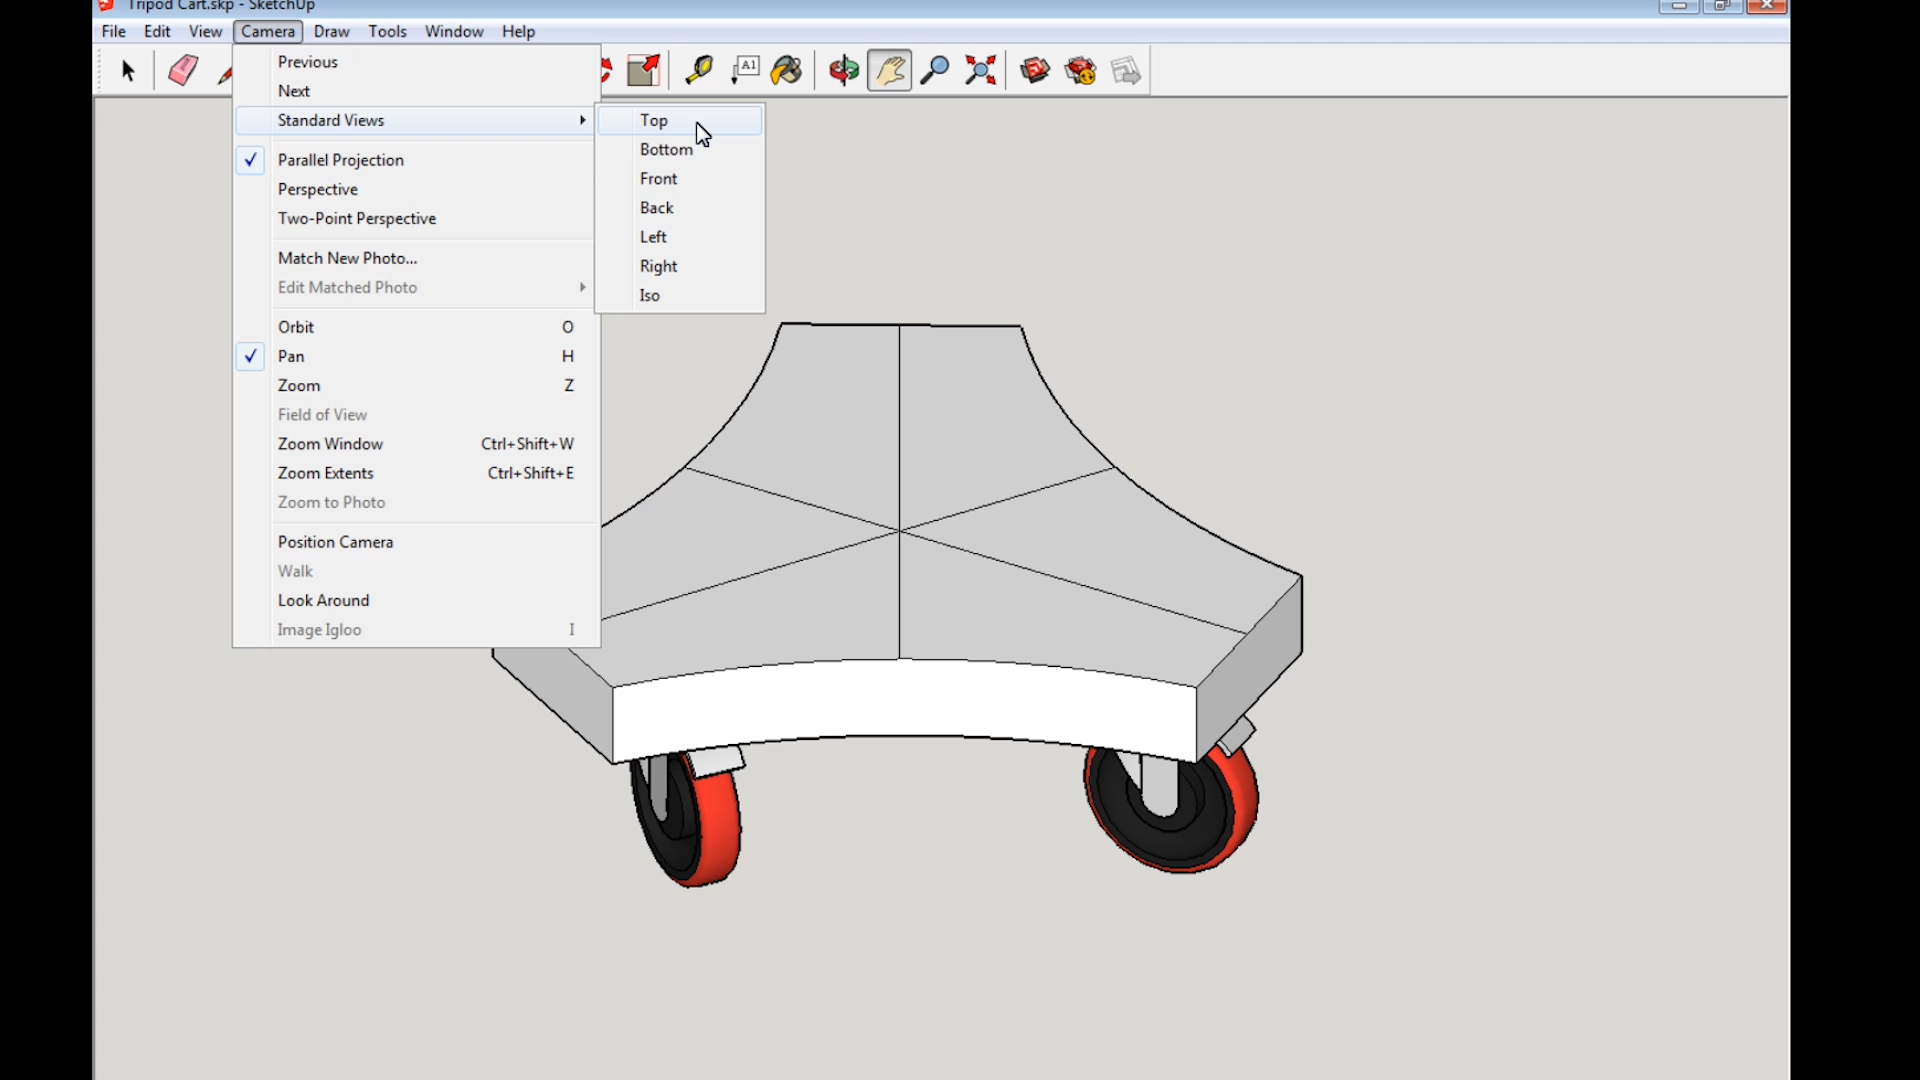 Tripod Cart.skp - SketchUp
File Edit View Camera Draw Tools Window Help
A1
Previous
Next
Standard Views
Parallel Projection
Perspective
Two-Point Perspective
Match New Photo...
Edit Matched Photo
Orbit O
Pan H
Zoom Z
Field of View
Zoom Window Ctrl+Shift+W
Zoom Extents Ctrl+Shift+E
Zoom to Photo
Position Camera
Walk
Look Around
Image Igloo I
Top
Bottom
Front
Back
Left
Right
Iso